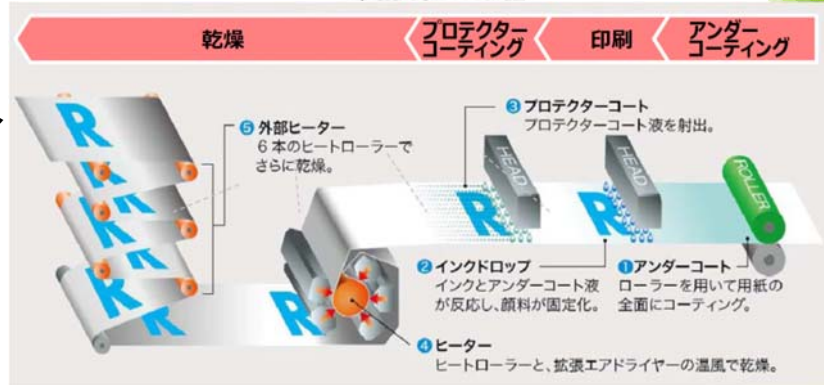 乾燥
プロテクター
コーティング
印刷
アンダー
コーティング
❸プロテクターコート
プロテクターコート液を射出。
❺外部ヒーター
6本のヒートローラーで
さらに乾燥。
HEAD
HEAD
ROLLER
R
R
R
R
R
R
R
R
❷インクドロップ
インクとアンダーコート液
が反応し、顔料が固定化。
❶アンダーコート
ローラーを用いて用紙の
全面にコーティング。
❹ヒーター
ヒートローラーと、拡張エアドライヤーの温風で乾燥。